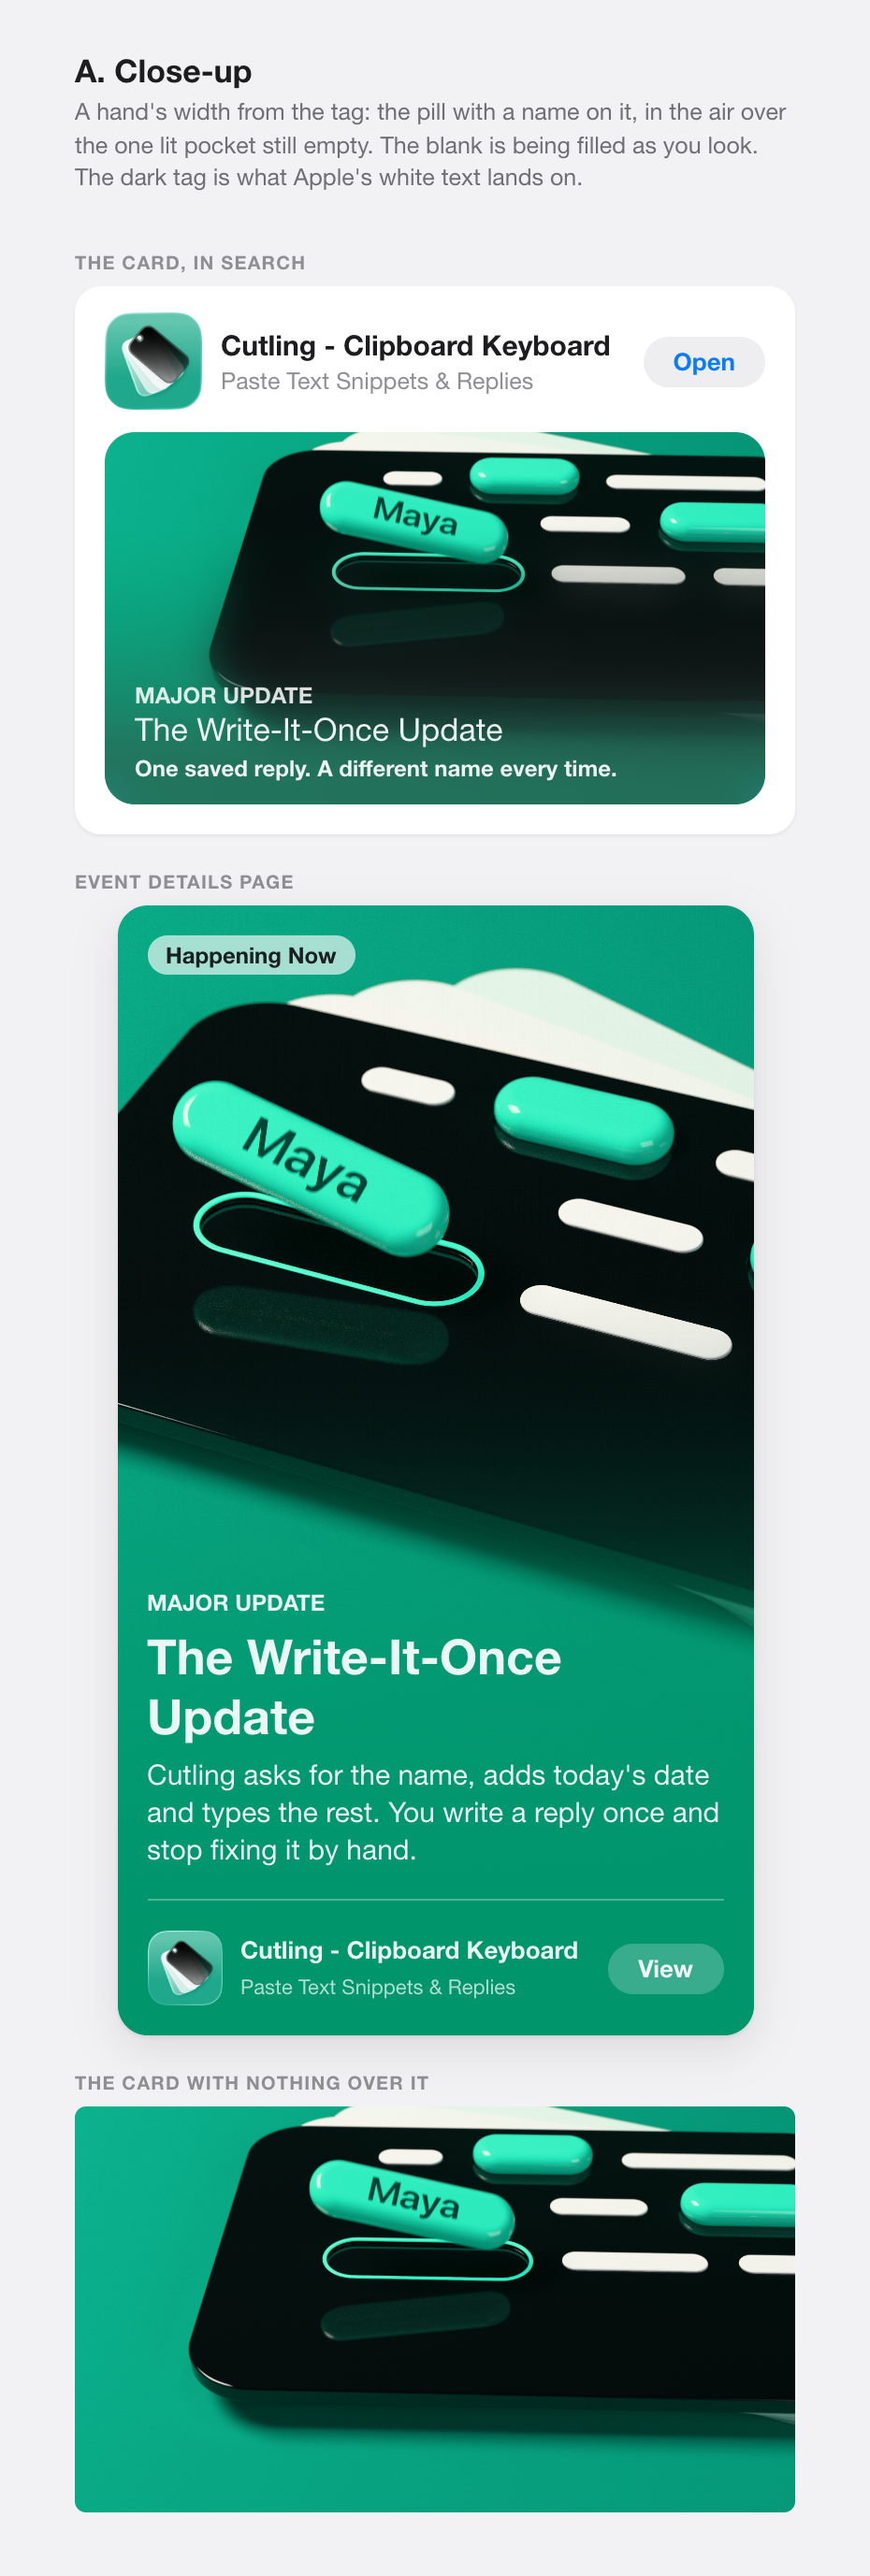 A. Close-up
A hand's width from the tag: the pill with a name on it, in the air over
the one lit pocket still empty. The blank is being filled as you look.
The dark tag is what Apple's white text lands on.
THE CARD, IN SEARCH
Cutling - Clipboard Keyboard
Paste Text Snippets & Replies
Open
Maya
MAJOR UPDATE
The Write-It-Once Update
One saved reply. A different name every time.
EVENT DETAILS PAGE
Happening Now
Maya
MAJOR UPDATE
The Write-It-Once
Update
Cutling asks for the name, adds today's date
and types the rest. You write a reply once and
stop fixing it by hand.
Cutling - Clipboard Keyboard
Paste Text Snippets & Replies
View
THE CARD WITH NOTHING OVER IT
Maya